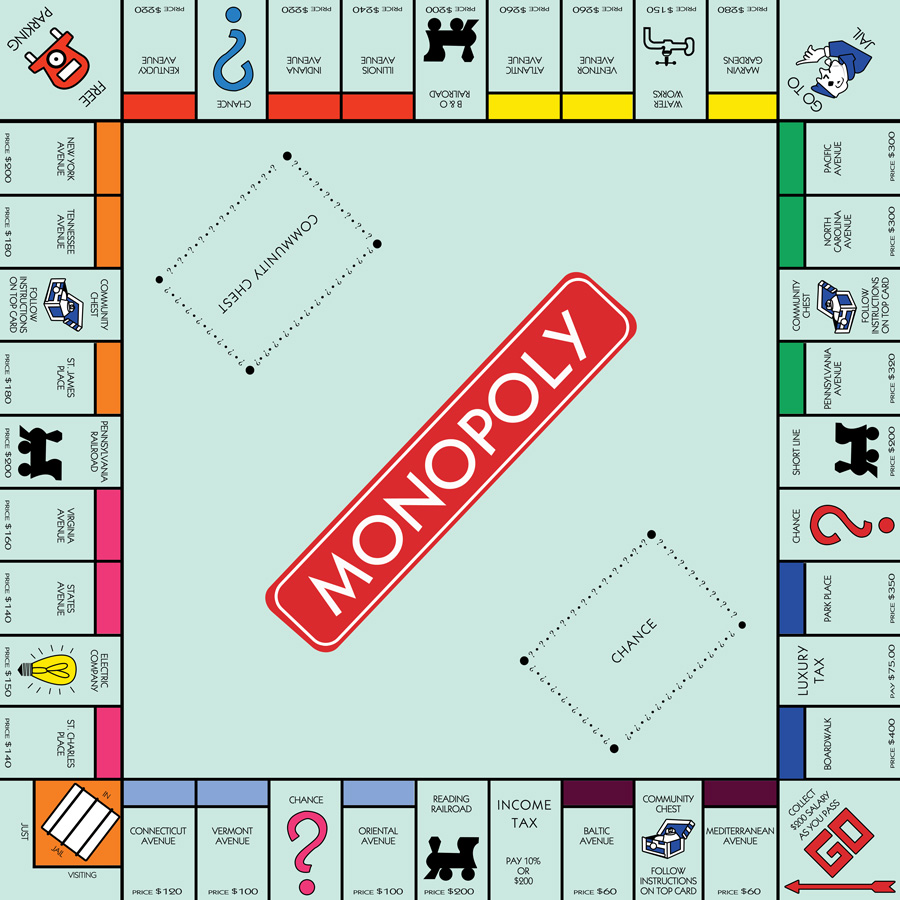 FREE
PARKING
KENTUCKY
AVENUE
PRICE $220
CHANCE
INDIANA
AVENUE
PRICE $220
ILLINOIS
AVENUE
PRICE $240
B & O
RAILROAD
PRICE $200
ATLANTIC
AVENUE
PRICE $260
VENTNOR
AVENUE
PRICE $260
WATER
WORKS
PRICE $150
MARVIN
GARDENS
PRICE $280
GO TO
JAIL
PACIFIC
AVENUE
PRICE $300
NORTH
CAROLINA
AVENUE
PRICE $300
COMMUNITY
CHEST
FOLLOW
INSTRUCTIONS
ON TOP CARD
PENNSYLVANIA
AVENUE
PRICE $320
SHORT LINE
PRICE $200
CHANCE
PARK PLACE
PRICE $350
LUXURY
TAX
PAY $75.00
BOARDWALK
PRICE $400
COLLECT
$200 SALARY
AS YOU PASS
GO
MEDITERRANEAN
AVENUE
PRICE $60
COMMUNITY
CHEST
FOLLOW
INSTRUCTIONS
ON TOP CARD
BALTIC
AVENUE
PRICE $60
INCOME
TAX
PAY 10%
OR
$200
READING
RAILROAD
PRICE $200
ORIENTAL
AVENUE
PRICE $100
CHANCE
VERMONT
AVENUE
PRICE $100
CONNECTICUT
AVENUE
PRICE $120
IN
JAIL
JUST
VISITING
ST. CHARLES
PLACE
PRICE $140
ELECTRIC
COMPANY
PRICE $150
STATES
AVENUE
PRICE $140
VIRGINIA
AVENUE
PRICE $160
PENNSYLVANIA
RAILROAD
PRICE $200
ST. JAMES
PLACE
PRICE $180
COMMUNITY
CHEST
FOLLOW
INSTRUCTIONS
ON TOP CARD
TENNESSEE
AVENUE
PRICE $180
NEW YORK
AVENUE
PRICE $200
COMMUNITY CHEST
MONOPOLY
CHANCE